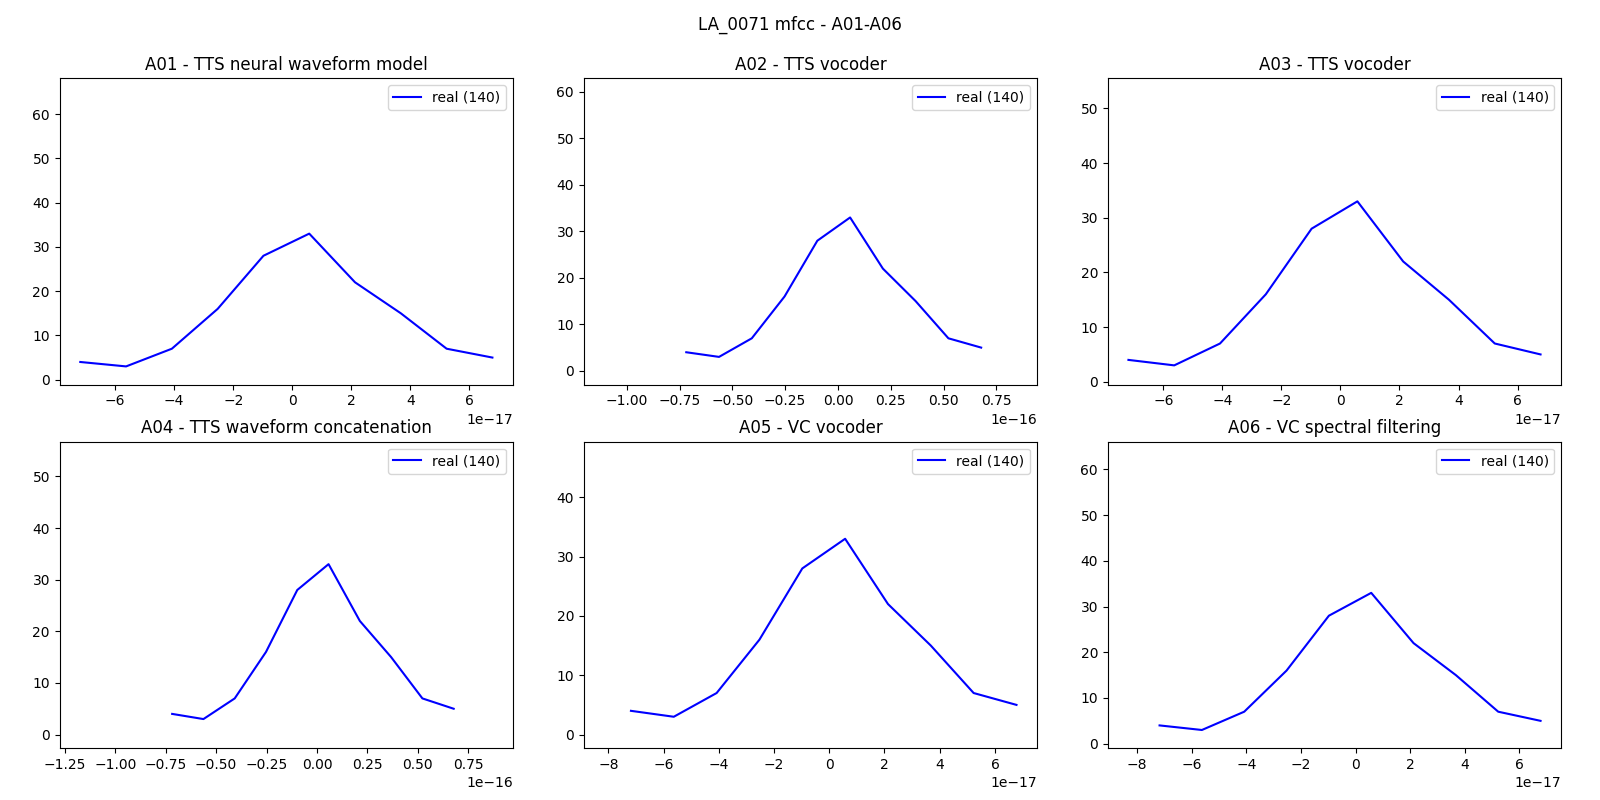 LA_0071 mfcc - A01-A06
A01 - TTS neural waveform model
real (140)
60
50
40
30
20
10
0
−6 −4 −2 0 2 4 6
1e−17
A02 - TTS vocoder
real (140)
60
50
40
30
20
10
0
−1.00 −0.75 −0.50 −0.25 0.00 0.25 0.50 0.75
1e−16
A03 - TTS vocoder
real (140)
50
40
30
20
10
0
−6 −4 −2 0 2 4 6
1e−17
A04 - TTS waveform concatenation
real (140)
50
40
30
20
10
0
−1.25 −1.00 −0.75 −0.50 −0.25 0.00 0.25 0.50 0.75
1e−16
A05 - VC vocoder
real (140)
40
30
20
10
0
−8 −6 −4 −2 0 2 4 6
1e−17
A06 - VC spectral filtering
real (140)
60
50
40
30
20
10
0
−8 −6 −4 −2 0 2 4 6
1e−17